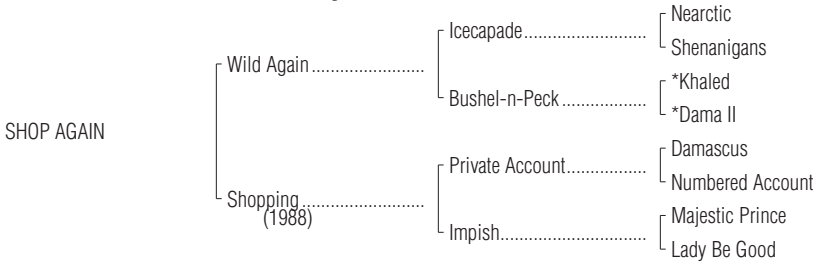 Nearctic
Icecapade........................
Shenanigans
Wild Again.......................
*Khaled
Bushel-n-Peck.................
*Dama II
SHOP AGAIN
Damascus
Private Account................
Numbered Account
Shopping.........................
(1988)
Majestic Prince
Impish..............................
Lady Be Good